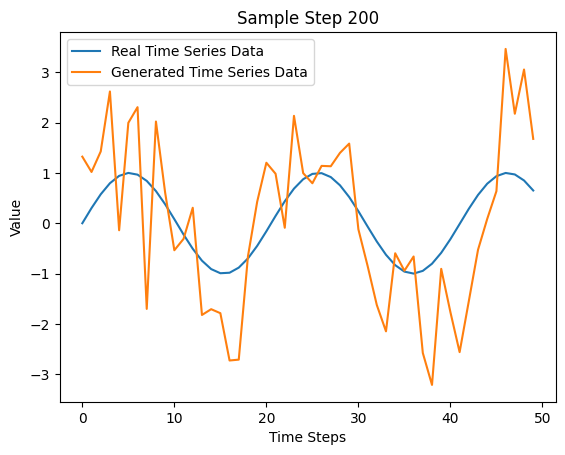 Sample Step 200
Real Time Series Data
Generated Time Series Data
3
2
1
0
−1
−2
−3
Value
0 10 20 30 40 50
Time Steps